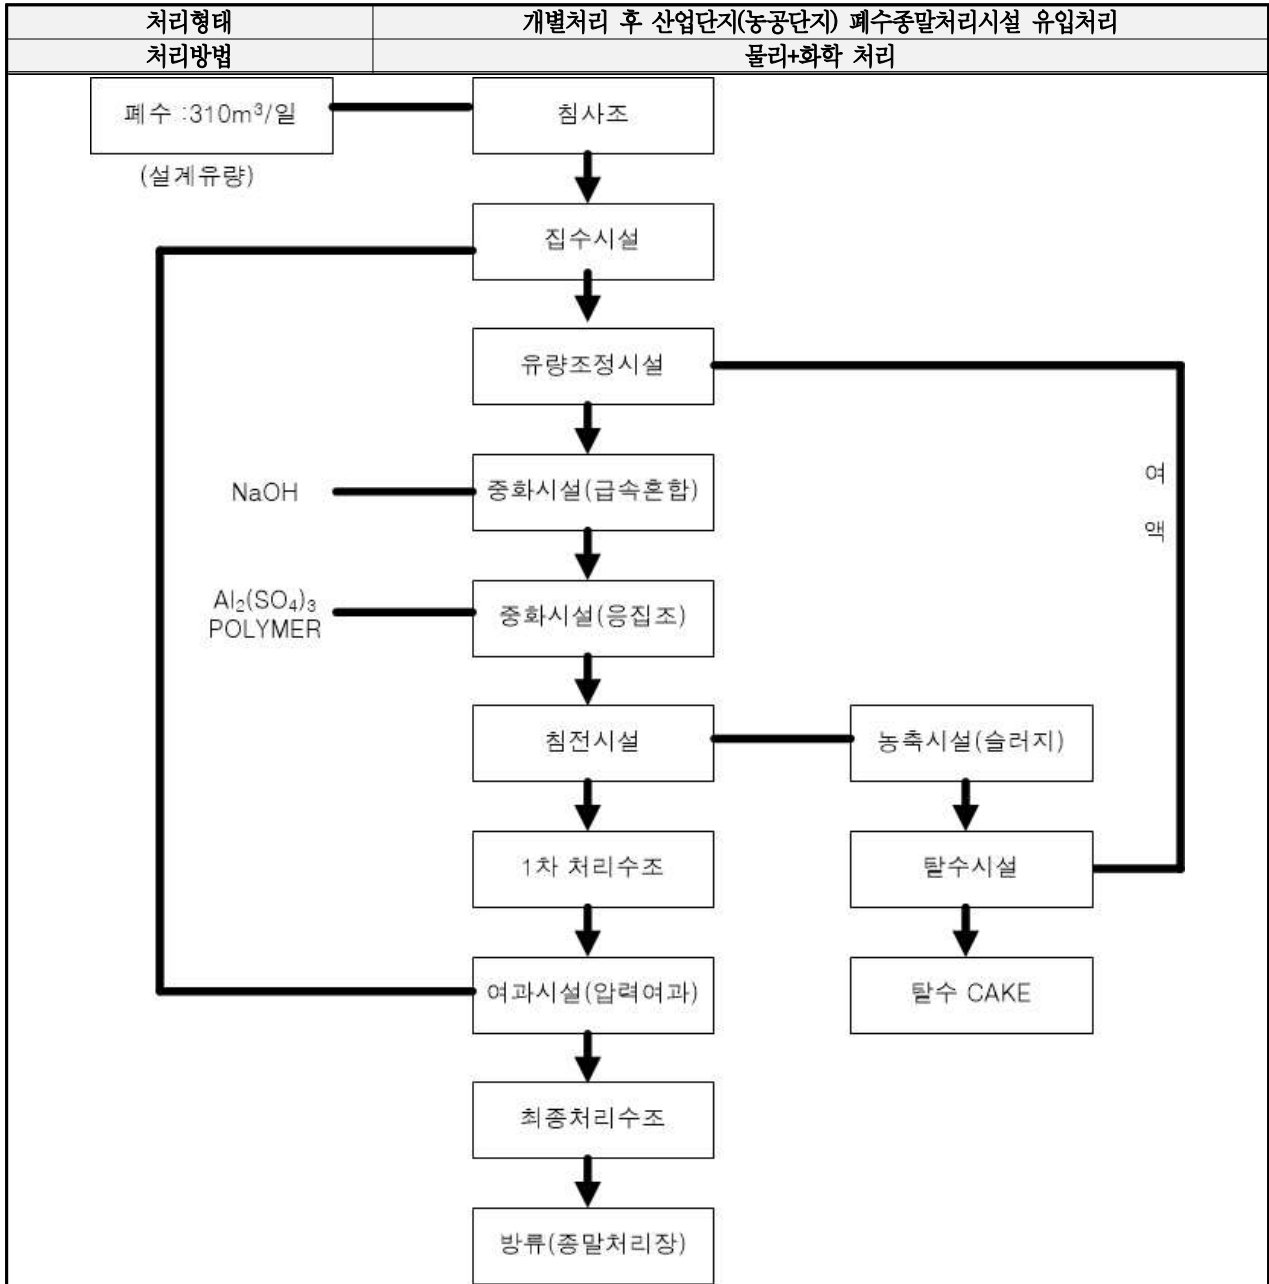 처리형태
개별처리 후 산업단지(농공단지) 폐수종말처리시설 유입처리
처리방법
물리+화학 처리
폐수 :310m³/일
침사조
(설계유량)
집수시설
유량조정시설
여
액
NaOH
중화시설(급속혼합)
Al₂(SO₄)₃
POLYMER
중화시설(응집조)
침전시설
농축시설(슬러지)
1차 처리수조
탈수시설
여과시설(압력여과)
탈수 CAKE
최종처리수조
방류(종말처리장)